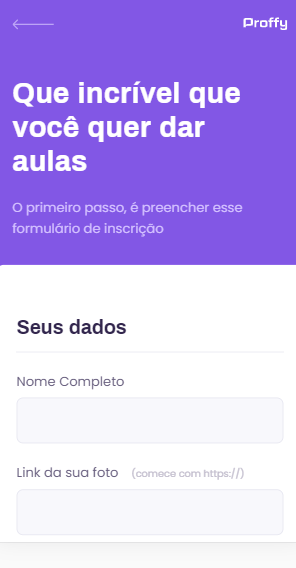 Proffy
Que incrível que
você quer dar
aulas
O primeiro passo, é preencher esse
formulário de inscrição
Seus dados
Nome Completo
Link da sua foto (comece com https://)